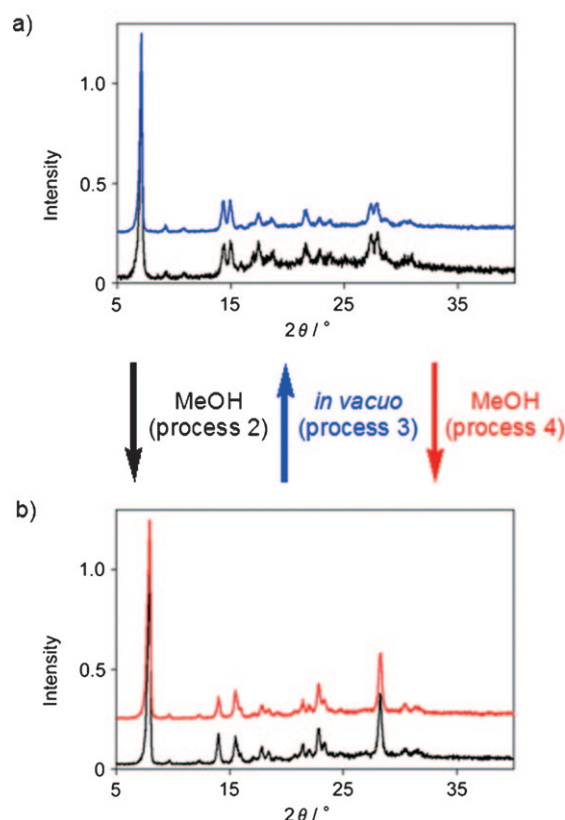 a)
1.0
0.5
0
Intensity
5 15 25 35
2θ / °
MeOH
(process 2)
in vacuo
(process 3)
MeOH
(process 4)
b)
1.0
0.5
0
Intensity
5 15 25 35
2θ / °